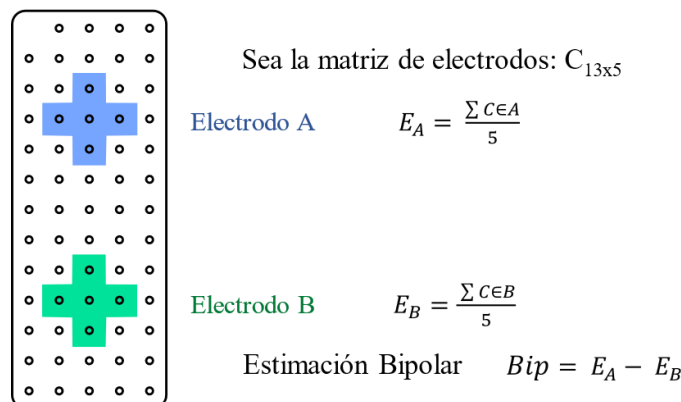 Sea la matriz de electrodos: C₁₃ₓ₅
Electrodo A E_A = ∑ C∈A / 5
Electrodo B E_B = ∑ C∈B / 5
Estimación Bipolar Bip = E_A − E_B